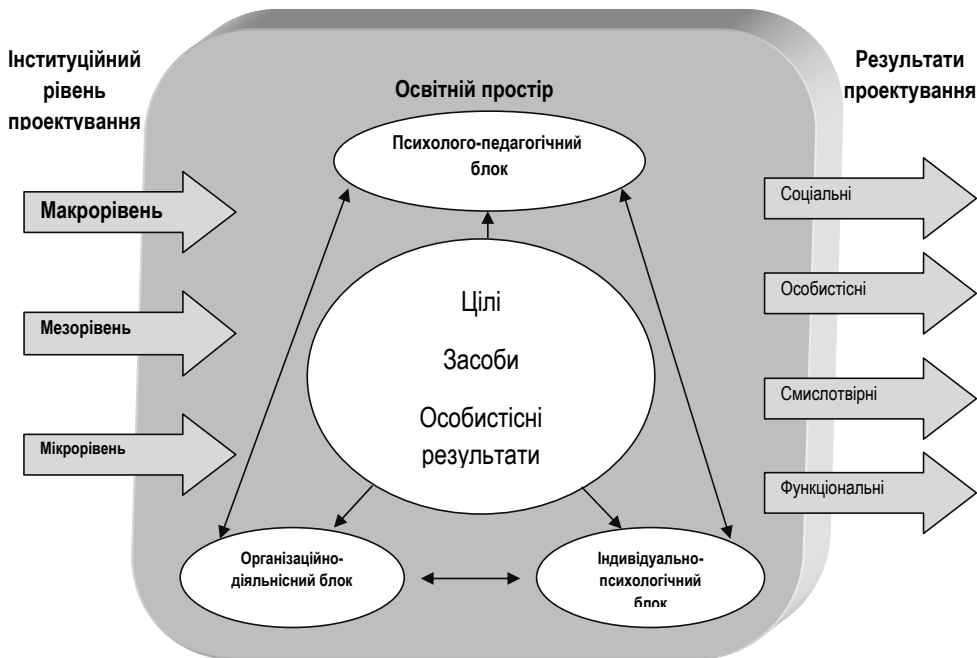 Інституційний
рівень
проектування
Макрорівень
Мезорівень
Мікрорівень
Освітній простір
Психолого-педагогічний
блок
Цілі
Засоби
Особистісні
результати
Організаційно-
діяльнісний блок
Індивідуально-
психологічний
блок
Результати
проектування
Соціальні
Особистісні
Смислотвірні
Функціональні